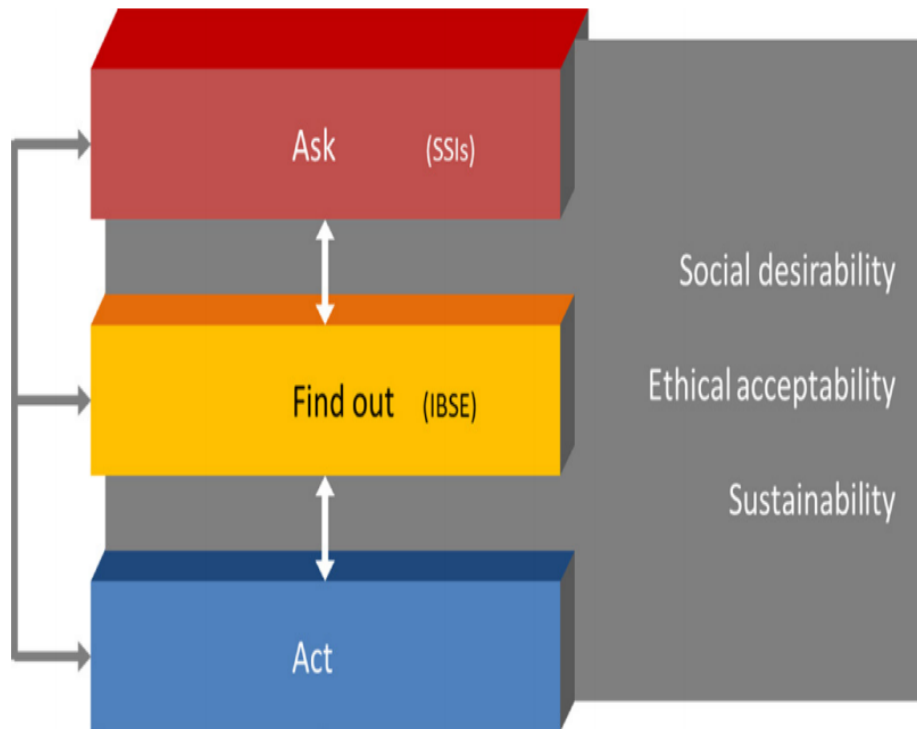 Ask (SSIs)
Find out (IBSE)
Act
Social desirability
Ethical acceptability
Sustainability